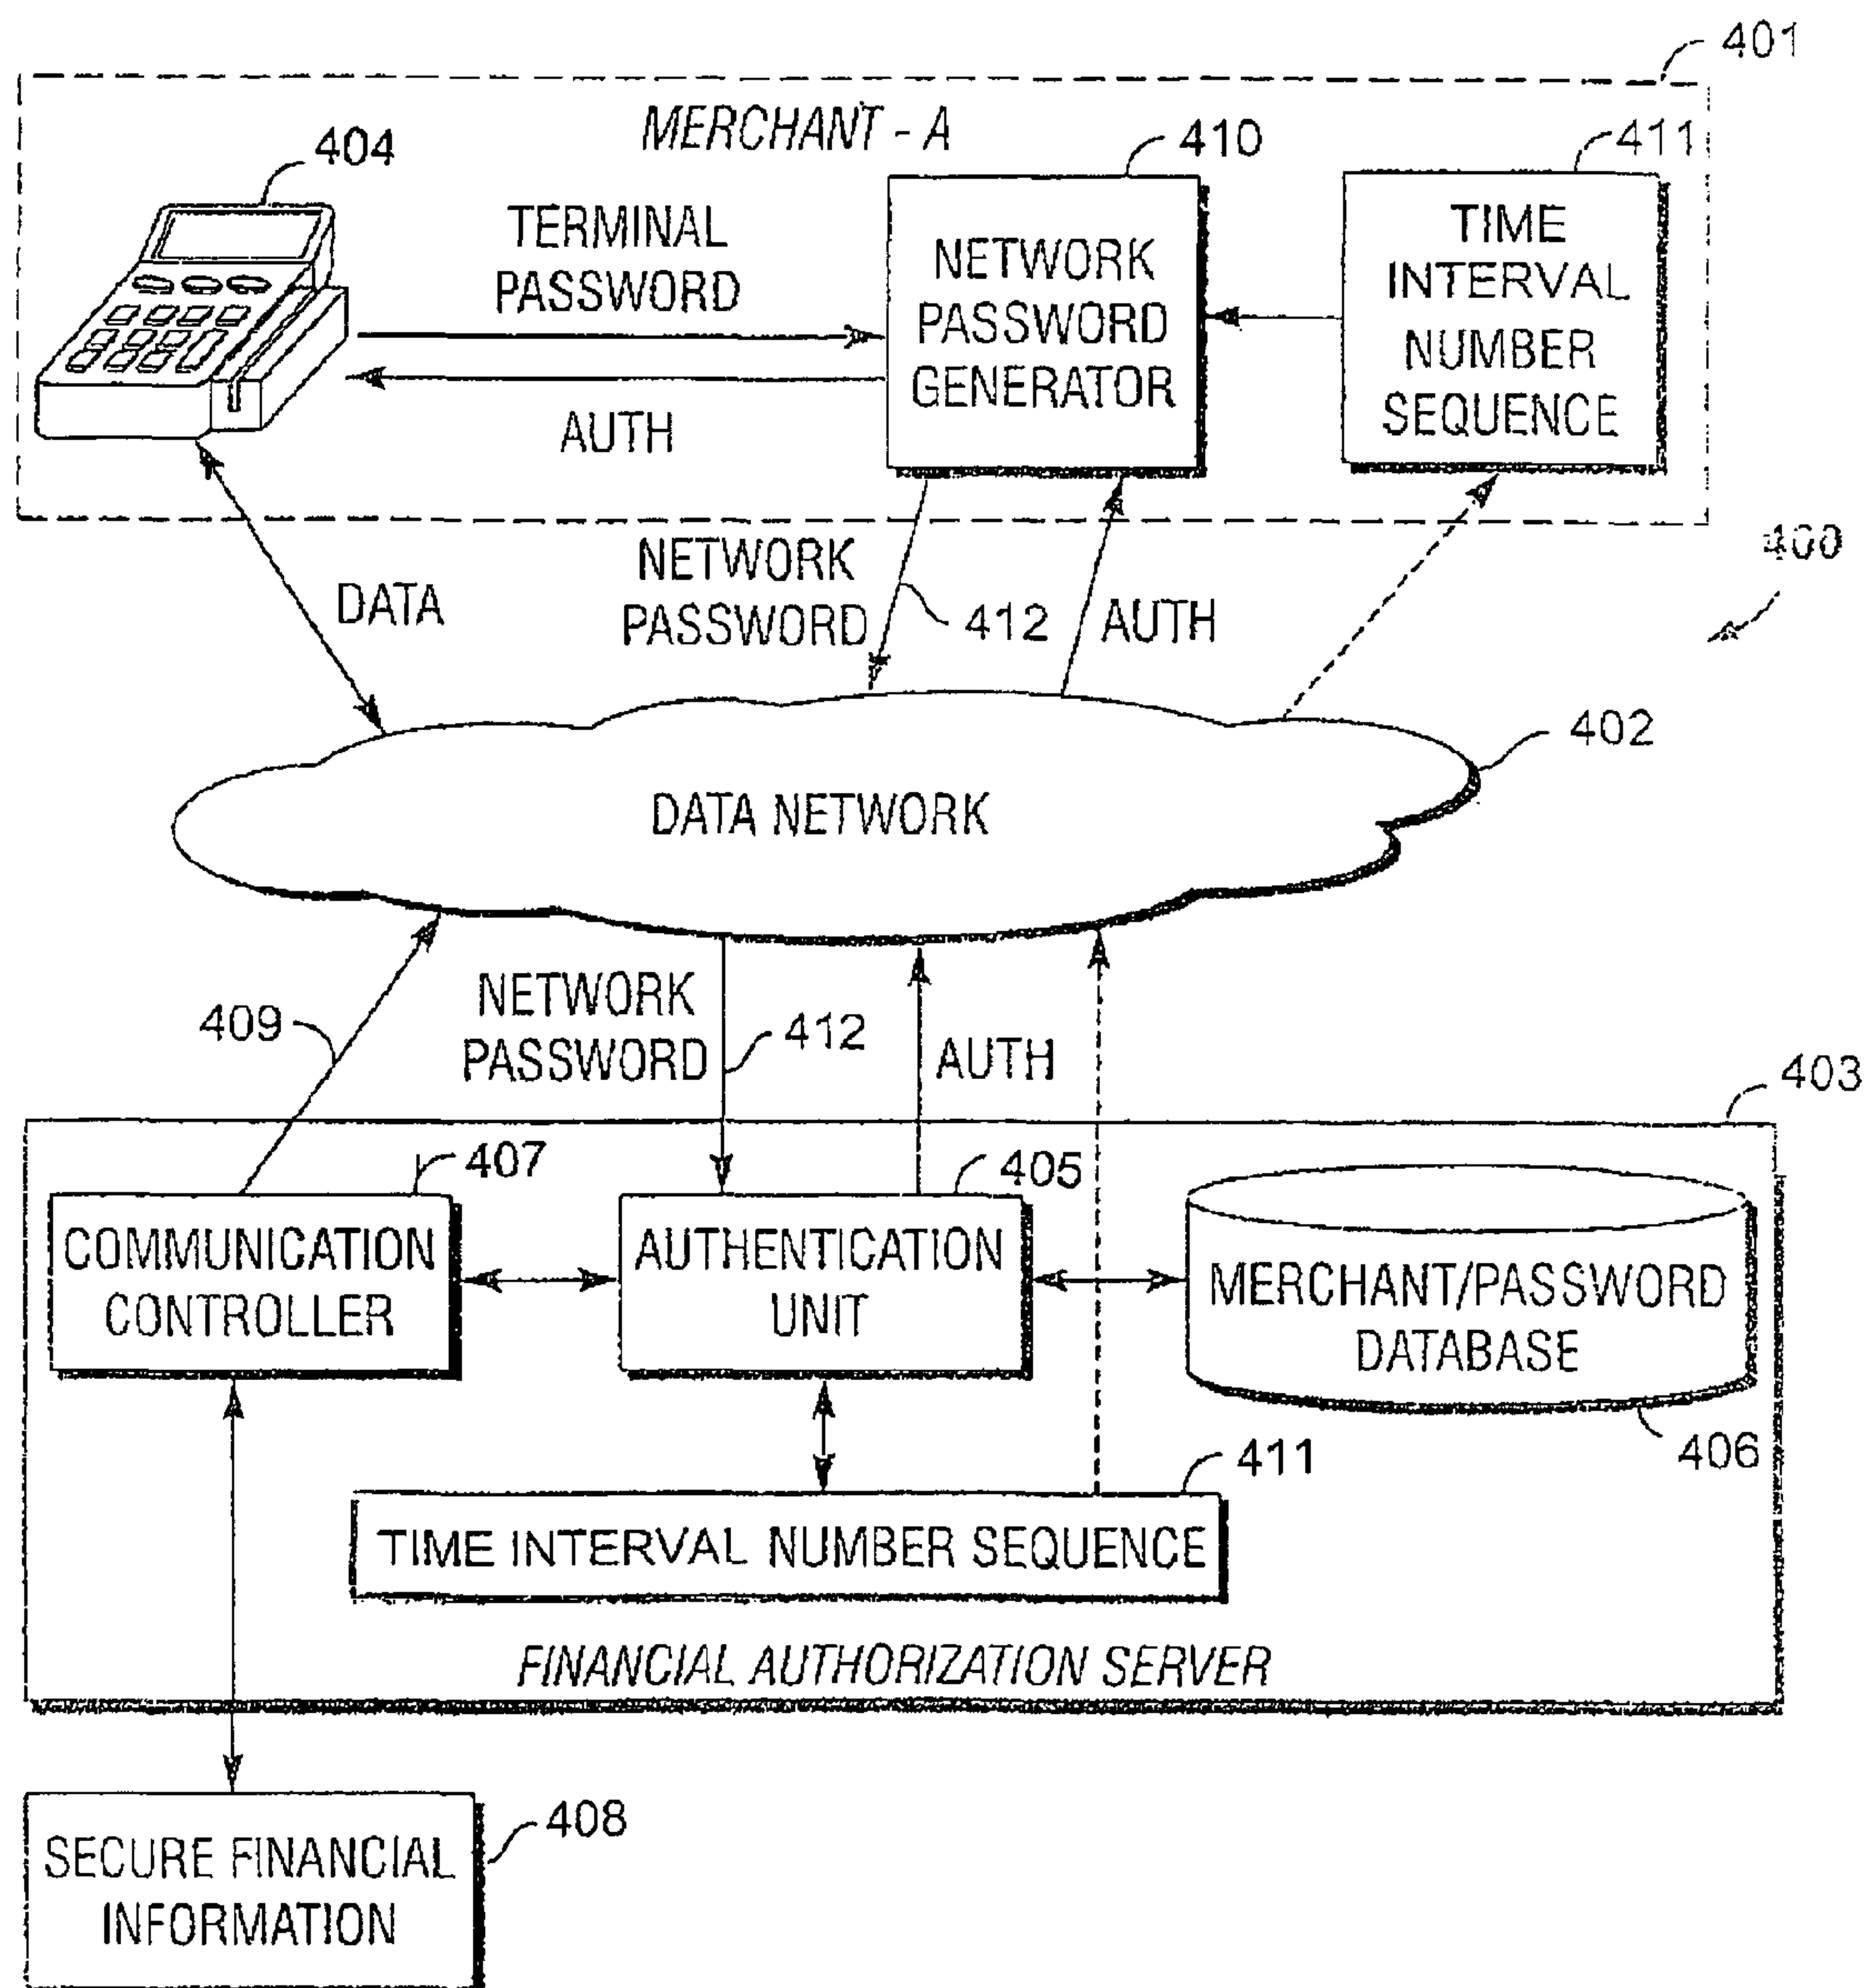 401
MERCHANT - A
404
410
411
TERMINAL
PASSWORD
NETWORK
PASSWORD
GENERATOR
TIME
INTERVAL
NUMBER
SEQUENCE
AUTH
400
DATA
NETWORK
PASSWORD
412
AUTH
402
DATA NETWORK
409
NETWORK
PASSWORD
412
AUTH
403
407
405
COMMUNICATION
CONTROLLER
AUTHENTICATION
UNIT
MERCHANT/PASSWORD
DATABASE
406
411
TIME INTERVAL NUMBER SEQUENCE
FINANCIAL AUTHORIZATION SERVER
408
SECURE FINANCIAL
INFORMATION